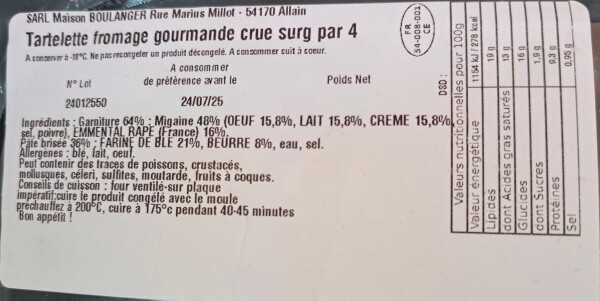 SARL Maison BOULANGER Rue Marius Millot - 54170 Allain
Tartelette fromage gourmande crue surg par 4
A conserver à -18°C. Ne pas recongeler un produit décongelé. A consommer cuit à coeur.
A consommer
N° Lot de préférence avant le Poids Net
24012550 24/07/25
Ingrédients : Garniture 64% : Migaine 48% (OEUF 15,8%, LAIT 15,8%, CREME 15,8%,
sel, poivre), EMMENTAL RAPE (France) 16%.
Pâte brisée 36% : FARINE DE BLE 21%, BEURRE 8%, eau, sel.
Allergènes : blé, lait, oeuf.
Peut contenir des traces de poissons, crustacés,
mollusques, céleri, sulfites, moutarde, fruits à coques.
Conseils de cuisson : four ventilé-sur plaque
impératif:cuire le produit congelé avec le moule
préchauffez à 200°C, cuire à 175°c pendant 40-45 minutes
Bon appétit !
FR
54-008-001
CE
DSD :
Valeurs nutritionnelles pour 100g
Valeur énergétique 1154 kJ / 278 kcal
Lipides 19 g
dont Acides gras saturés 13 g
Glucides 16 g
dont Sucres 1,9 g
Protéines 9,3 g
Sel 0,95 g